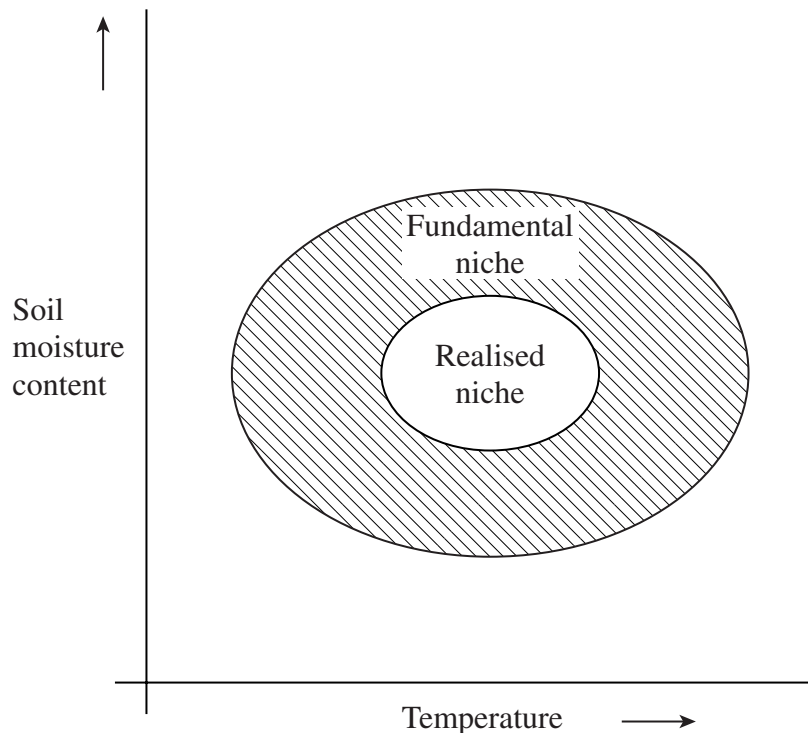 Fundamental
niche
Soil
moisture
content
Realised
niche
Temperature